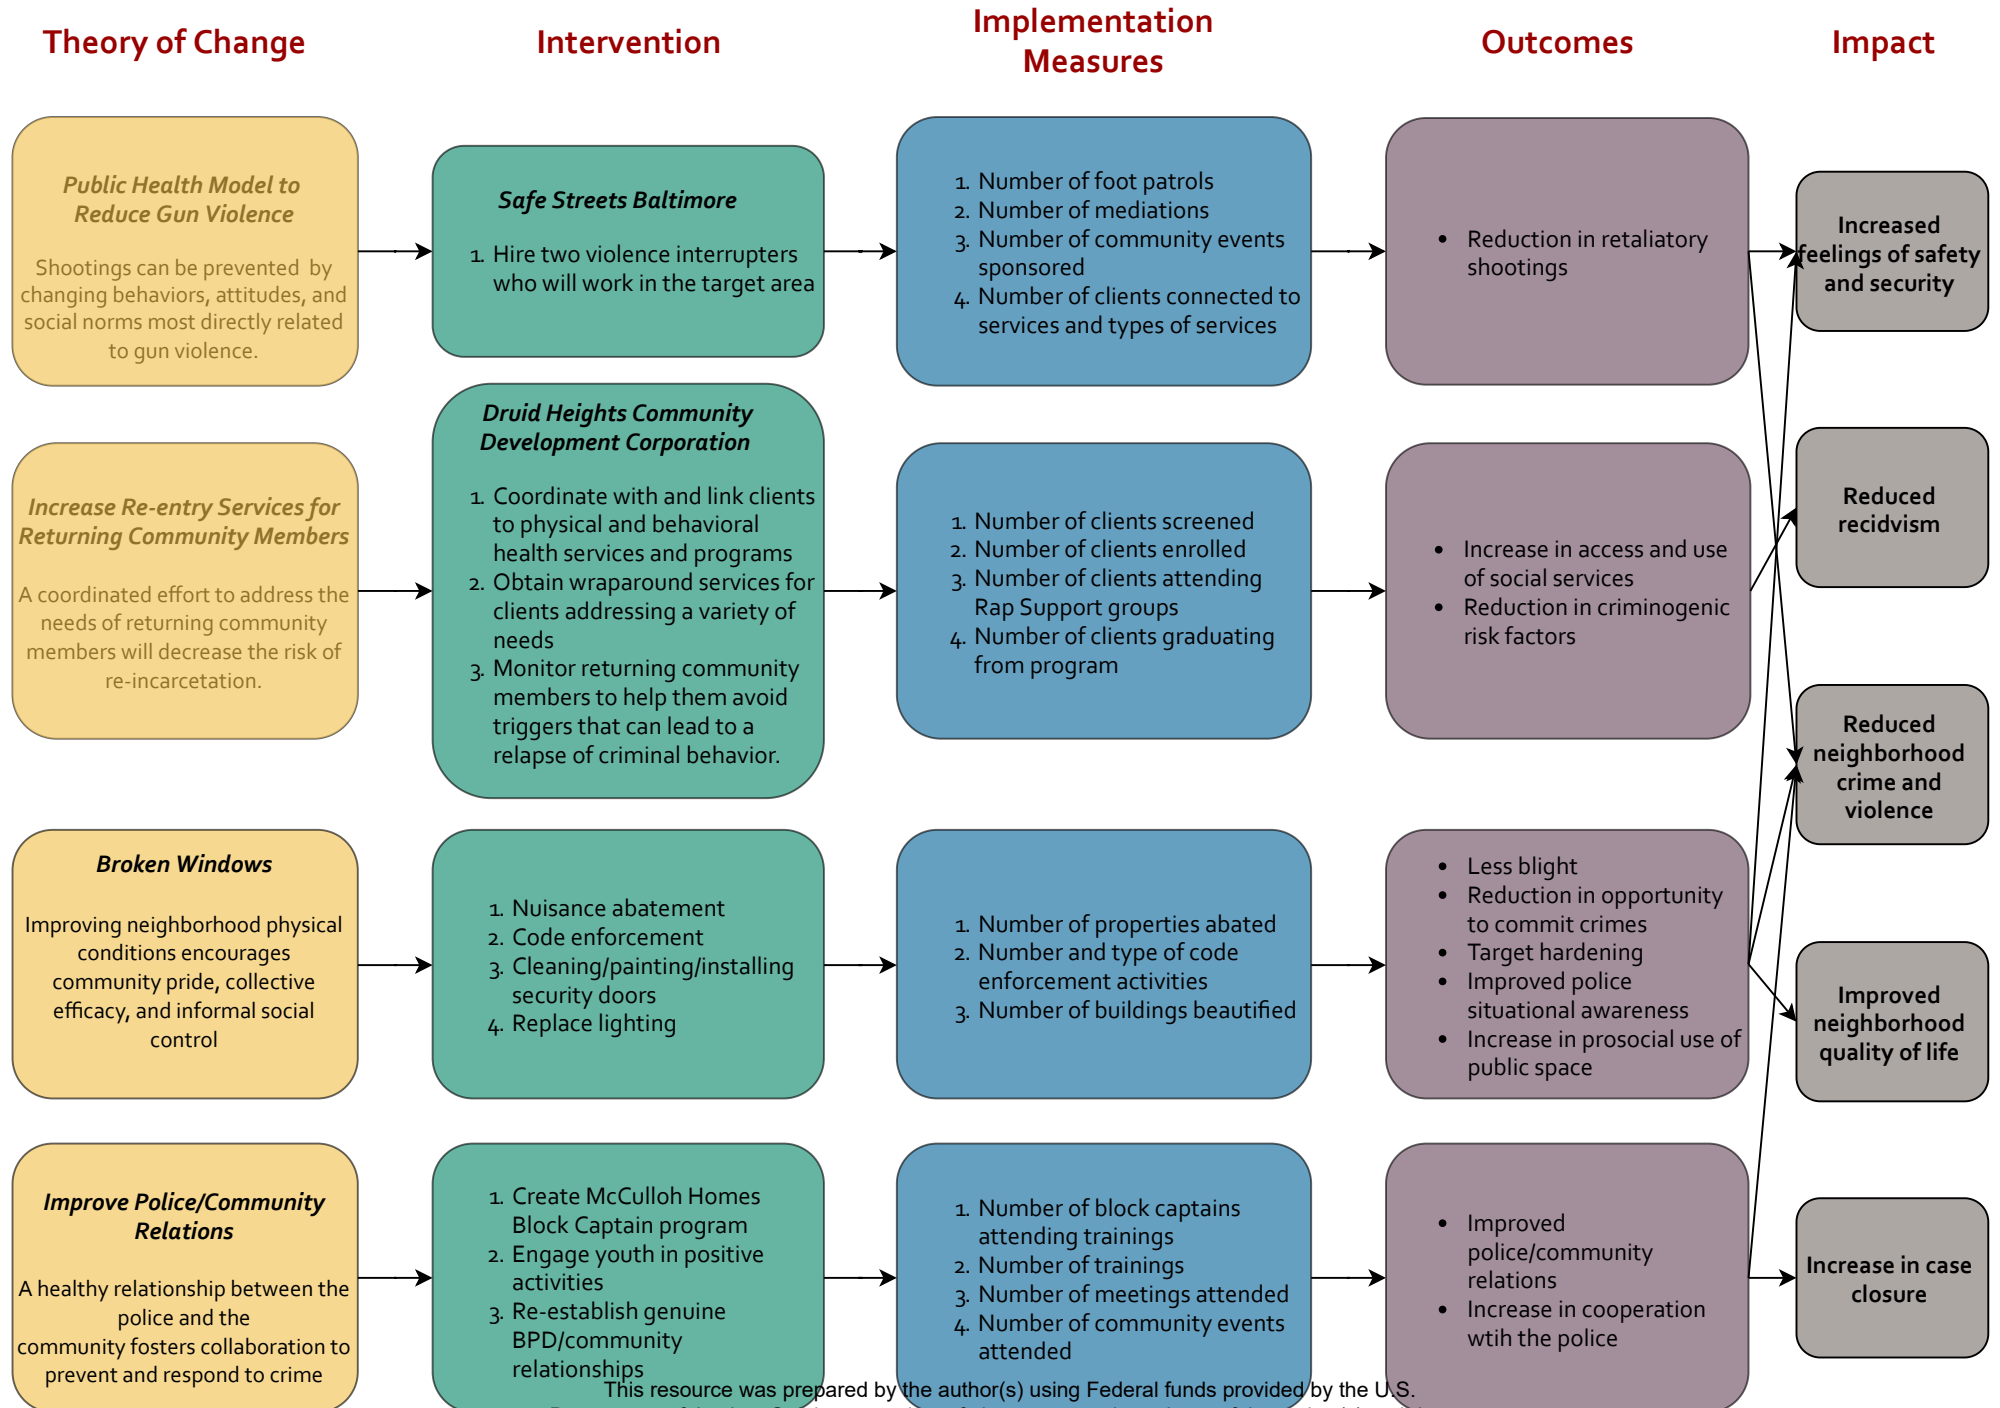 Theory of Change
Intervention
Implementation
Measures
Outcomes
Impact
Public Health Model to
Reduce Gun Violence
Shootings can be prevented by
changing behaviors, attitudes, and
social norms most directly related
to gun violence.
Safe Streets Baltimore
1. Hire two violence interrupters
who will work in the target area
1. Number of foot patrols
2. Number of mediations
3. Number of community events
sponsored
4. Number of clients connected to
services and types of services
• Reduction in retaliatory
shootings
Increased
feelings of safety
and security
Increase Re-entry Services for
Returning Community Members
A coordinated effort to address the
needs of returning community
members will decrease the risk of
re-incarcetation.
Druid Heights Community
Development Corporation
1. Coordinate with and link clients
to physical and behavioral
health services and programs
2. Obtain wraparound services for
clients addressing a variety of
needs
3. Monitor returning community
members to help them avoid
triggers that can lead to a
relapse of criminal behavior.
1. Number of clients screened
2. Number of clients enrolled
3. Number of clients attending
Rap Support groups
4. Number of clients graduating
from program
• Increase in access and use
of social services
• Reduction in criminogenic
risk factors
Reduced
recidvism
Reduced
neighborhood
crime and
violence
Broken Windows
Improving neighborhood physical
conditions encourages
community pride, collective
efficacy, and informal social
control
1. Nuisance abatement
2. Code enforcement
3. Cleaning/painting/installing
security doors
4. Replace lighting
1. Number of properties abated
2. Number and type of code
enforcement activities
3. Number of buildings beautified
• Less blight
• Reduction in opportunity
to commit crimes
• Target hardening
• Improved police
situational awareness
• Increase in prosocial use of
public space
Improved
neighborhood
quality of life
Improve Police/Community
Relations
A healthy relationship between the
police and the
community fosters collaboration to
prevent and respond to crime
1. Create McCulloh Homes
Block Captain program
2. Engage youth in positive
activities
3. Re-establish genuine
BPD/community
relationships
1. Number of block captains
attending trainings
2. Number of trainings
3. Number of meetings attended
4. Number of community events
attended
• Improved
police/community
relations
• Increase in cooperation
wtih the police
Increase in case
closure
This resource was prepared by the author(s) using Federal funds provided by the U.S.